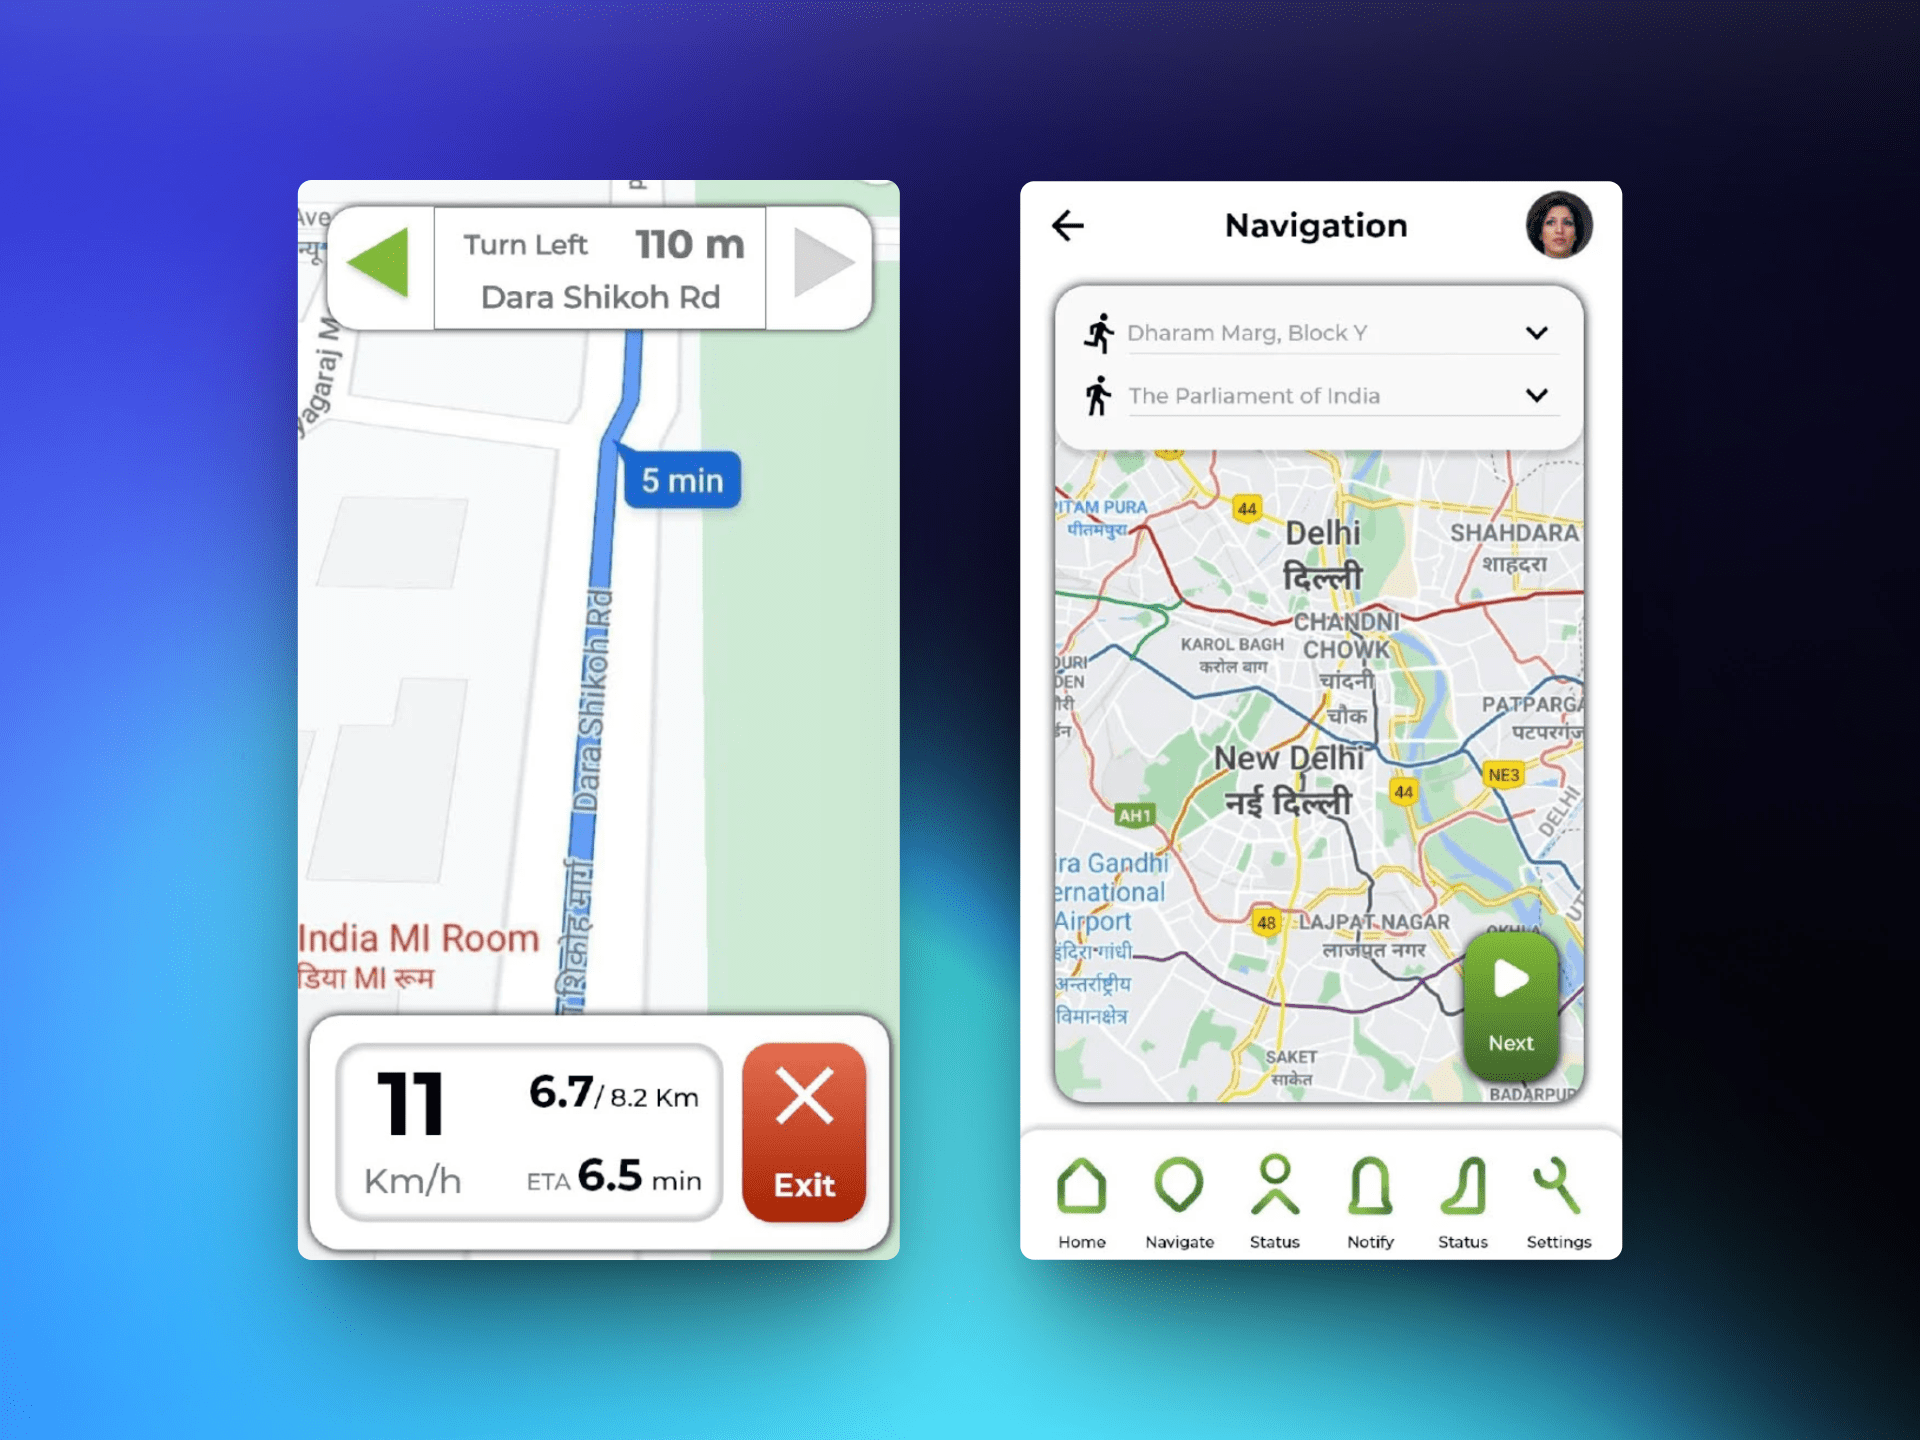 Ave
न्यू
Turn Left 110 m
Dara Shikoh Rd
yagaraj M
5 min
Dara Shikoh Rd
शिकोह मार्ग
India MI Room
डिया MI रूम
11
Km/h
6.7/ 8.2 Km
ETA 6.5 min
Exit
Navigation
Dharam Marg, Block Y
The Parliament of India
ITAM PURA
पीतमपुरा
44
Delhi
दिल्ली
SHAHDARA
शाहदरा
CHANDNI
CHOWK
चांदनी
चौक
KAROL BAGH
करोल बाग
OURI
DEN
PATPARGA
पटपरगंज
New Delhi
नई दिल्ली
44
NE3
AH1
DELHI
ira Gandhi
ernational
Airport
इंदिरा गांधी
अन्तर्राष्ट्रीय
विमानक्षेत्र
48
LAJPAT NAGAR
लाजपत नगर
UT
OKHLA
Next
SAKET
साकेत
BADARPUR
Home
Navigate
Status
Notify
Status
Settings